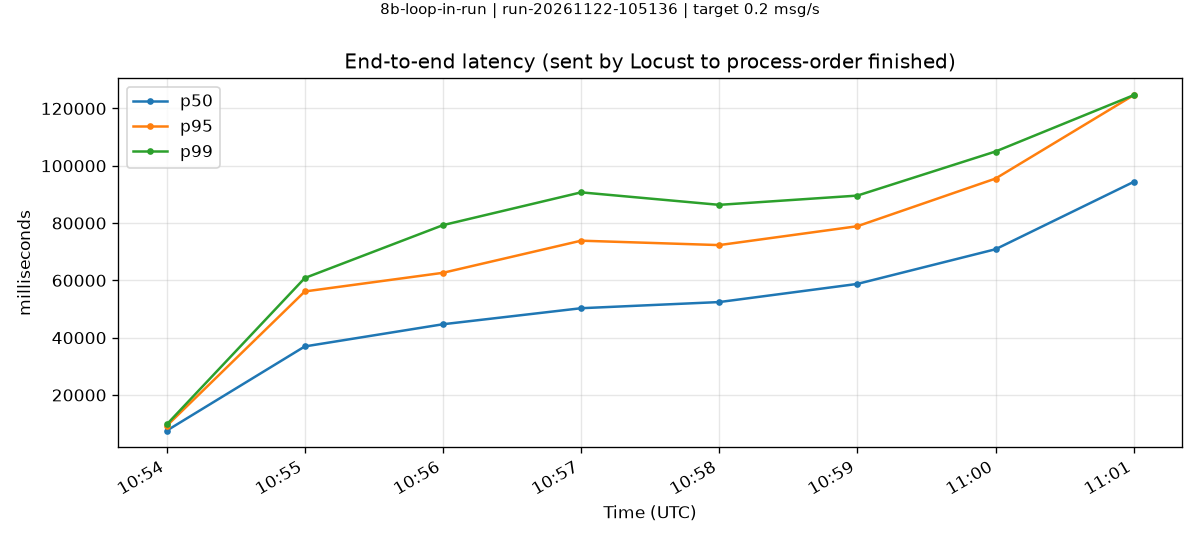 8b-loop-in-run | run-20261122-105136 | target 0.2 msg/s
End-to-end latency (sent by Locust to process-order finished)
p50
p95
p99
milliseconds
120000
100000
80000
60000
40000
20000
10:54
10:55
10:56
10:57
10:58
10:59
11:00
11:01
Time (UTC)